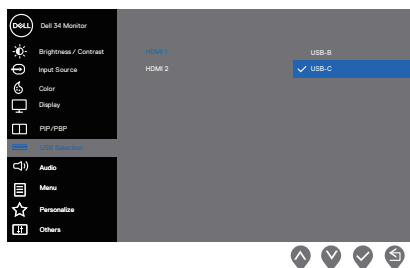 DELL
Dell 34 Monitor
Brightness / Contrast
HDMI 1
USB-B
Input Source
HDMI 2
USB-C
Color
Display
PIP/PBP
USB Selection
Audio
Menu
Personalize
Others